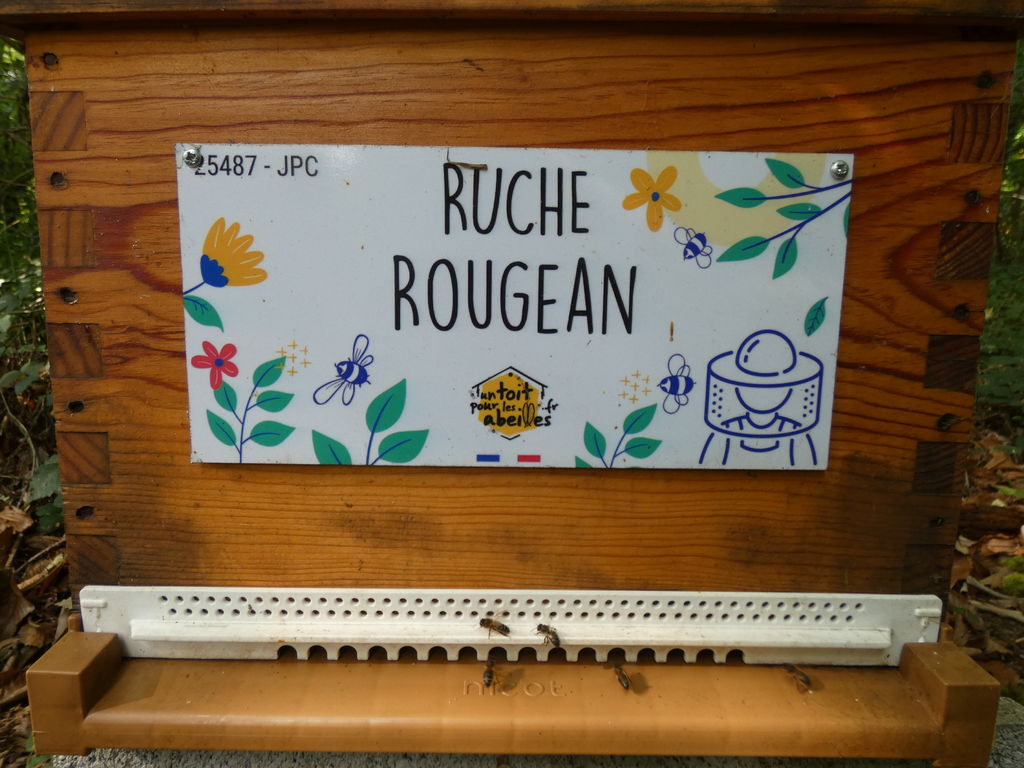 25487 - JPC
RUCHE
ROUGEAN
un toit
pour les .fr
abeilles
nicot